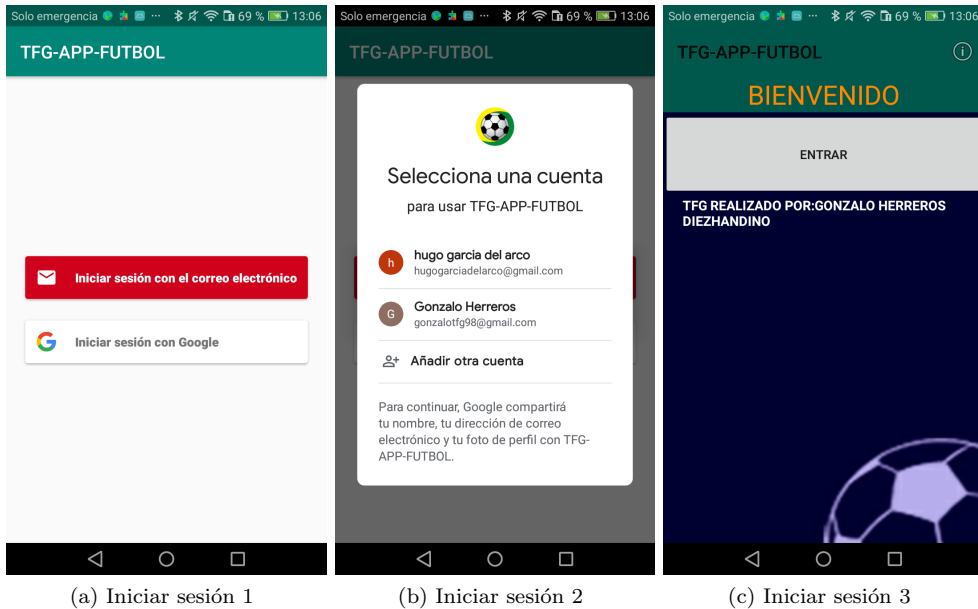 Solo emergencia
69 %
13:06
TFG-APP-FUTBOL
Iniciar sesión con el correo electrónico
Iniciar sesión con Google
(a) Iniciar sesión 1
Solo emergencia
69 %
13:06
TFG-APP-FUTBOL
Selecciona una cuenta
para usar TFG-APP-FUTBOL
h
hugo garcia del arco
hugogarciadelarco@gmail.com
G
Gonzalo Herreros
gonzalotfg98@gmail.com
Añadir otra cuenta
Para continuar, Google compartirá
tu nombre, tu dirección de correo
electrónico y tu foto de perfil con TFG-
APP-FUTBOL.
(b) Iniciar sesión 2
Solo emergencia
69 %
13:06
TFG-APP-FUTBOL
BIENVENIDO
ENTRAR
TFG REALIZADO POR:GONZALO HERREROS
DIEZHANDINO
(c) Iniciar sesión 3